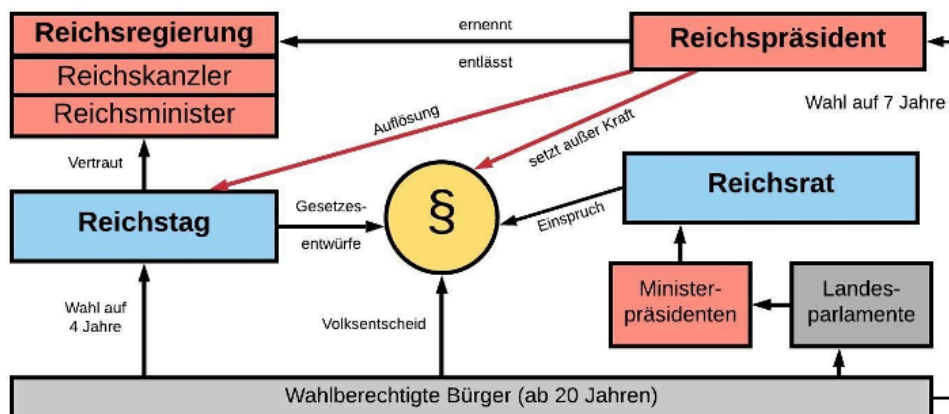 Reichsregierung
Reichskanzler
Reichsminister
ernennt
entlässt
Reichspräsident
Wahl auf 7 Jahre
Auflösung
setzt außer Kraft
Vertraut
Reichstag
Gesetzes-
entwürfe
§
Einspruch
Reichsrat
Minister-
präsidenten
Landes-
parlamente
Wahl auf
4 Jahre
Volksentscheid
Wahlberechtigte Bürger (ab 20 Jahren)